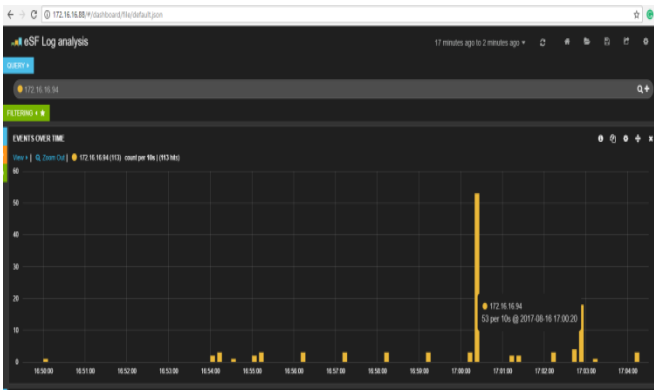 172.16.16.88/#/dashboard/file/default.json
eSF Log analysis
17 minutes ago to 2 minutes ago
QUERY
172.16.16.94
FILTERING
EVENTS OVER TIME
View | Zoom Out | 172.16.16.94 (113) count per 10s | (113 hits)
60
50
40
30
20
10
0
172.16.16.94
53 per 10s @ 2017-08-16 17:00:20
16:50:00 16:51:00 16:52:00 16:53:00 16:54:00 16:55:00 16:56:00 16:57:00 16:58:00 16:59:00 17:00:00 17:01:00 17:02:00 17:03:00 17:04:00